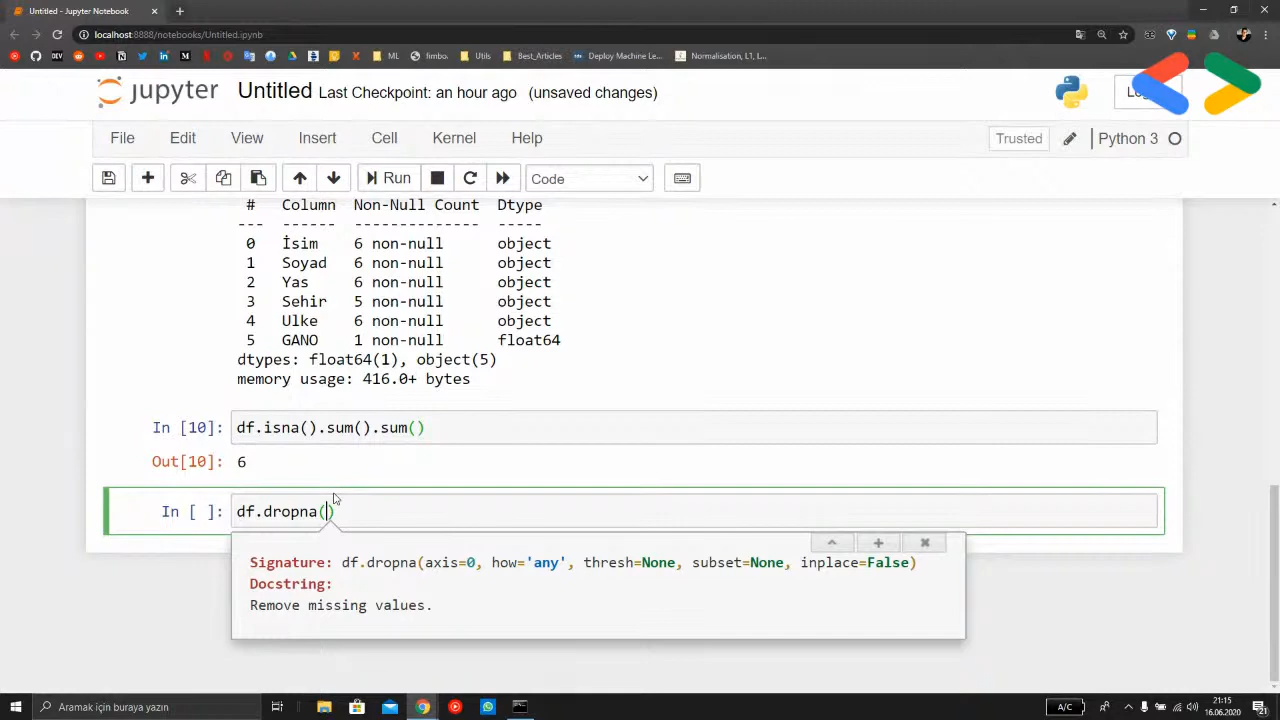 Untitled - Jupyter Notebook
localhost:8888/notebooks/Untitled.ipynb
ML
fimbo.
Utils
Best_Articles
Deploy Machine Le...
Normalisation, L1, L...
jupyter
Untitled Last Checkpoint: an hour ago (unsaved changes)
File Edit View Insert Cell Kernel Help
Trusted
Python 3
Run
Code
# Column Non-Null Count Dtype
--- ------ -------------- -----
0 İsim 6 non-null object
1 Soyad 6 non-null object
2 Yas 6 non-null object
3 Sehir 5 non-null object
4 Ulke 6 non-null object
5 GANO 1 non-null float64
dtypes: float64(1), object(5)
memory usage: 416.0+ bytes
In [10]: df.isna().sum().sum()
Out[10]: 6
In [ ]: df.dropna()
Signature: df.dropna(axis=0, how='any', thresh=None, subset=None, inplace=False)
Docstring:
Remove missing values.
Aramak için buraya yazın
A/C
21:15
16.06.2020
21